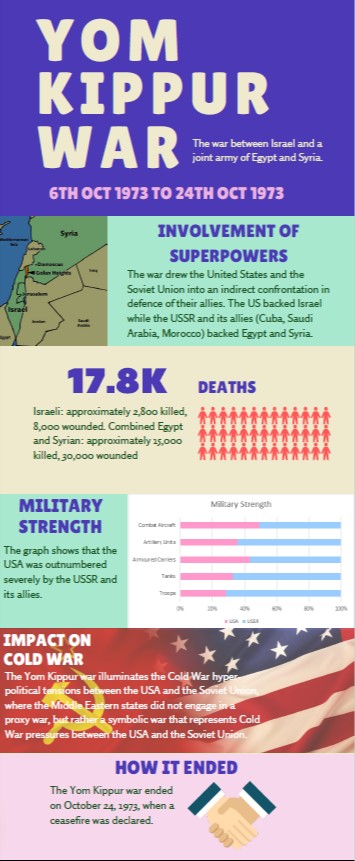 YOM
KIPPUR
WAR
The war between Israel and a
joint army of Egypt and Syria.
6TH OCT 1973 TO 24TH OCT 1973
Mediterranean
Sea
Syria
Lebanon
Damascus
Golan Heights
Iraq
Jerusalem
Israel
Jordan
Saudi
Arabia
Egypt
INVOLVEMENT OF
SUPERPOWERS
The war drew the United States and the
Soviet Union into an indirect confrontation in
defence of their allies. The US backed Israel
while the USSR and its allies (Cuba, Saudi
Arabia, Morocco) backed Egypt and Syria.
17.8K DEATHS
Israeli: approximately 2,800 killed,
8,000 wounded. Combined Egypt
and Syrian: approximately 15,000
killed, 30,000 wounded
MILITARY
STRENGTH
The graph shows that the
USA was outnumbered
severely by the USSR and
its allies.
Military Strength
Combat Aircraft
Artillery Units
Armoured Carriers
Tanks
Troops
0% 20% 40% 60% 80% 100%
USA
IMPACT ON
COLD WAR
The Yom Kippur war illuminates the Cold War hyper
political tensions between the USA and the Soviet Union,
where the Middle Eastern states did not engage in a
proxy war, but rather a symbolic war that represents Cold
War pressures between the USA and the Soviet Union.
HOW IT ENDED
The Yom Kippur war ended
on October 24, 1973, when a
ceasefire was declared.